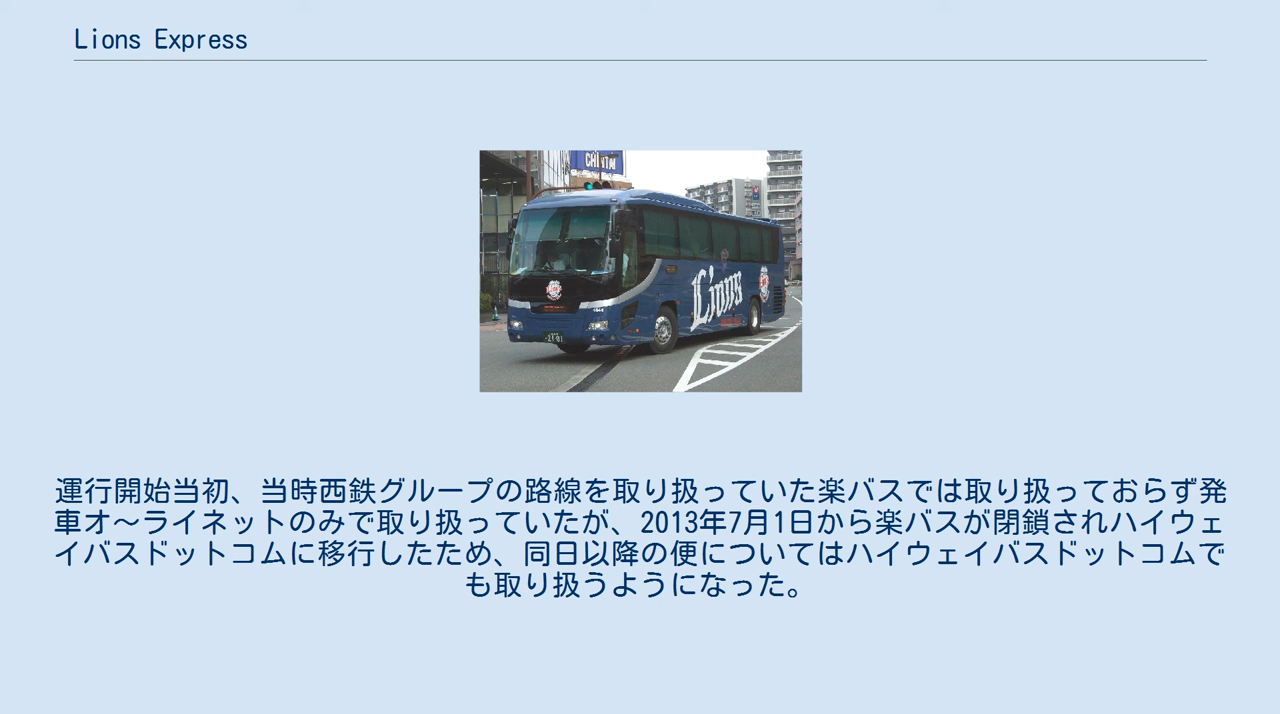 Lions Express
CHINTAI
Lions
運行開始当初、当時西鉄グループの路線を取り扱っていた楽バスでは取り扱っておらず発
車オ〜ライネットのみで取り扱っていたが、2013年7月1日から楽バスが閉鎖されハイウェ
イバスドットコムに移行したため、同日以降の便についてはハイウェイバスドットコムで
も取り扱うようになった。